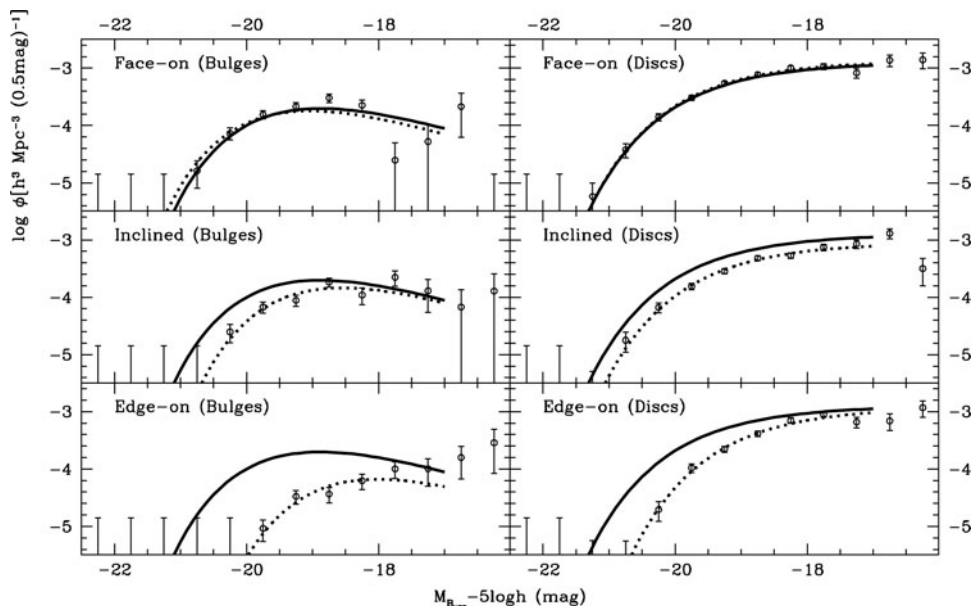 −22 −20 −18 −22 −20 −18
Face−on (Bulges) Face−on (Discs)
−3 −3
−4 −4
−5 −5
log φ[h³ Mpc⁻³ (0.5mag)⁻¹]
Inclined (Bulges) Inclined (Discs)
−3 −3
−4 −4
−5 −5
Edge−on (Bulges) Edge−on (Discs)
−3 −3
−4 −4
−5 −5
−22 −20 −18 −22 −20 −18
−5logh (mag)